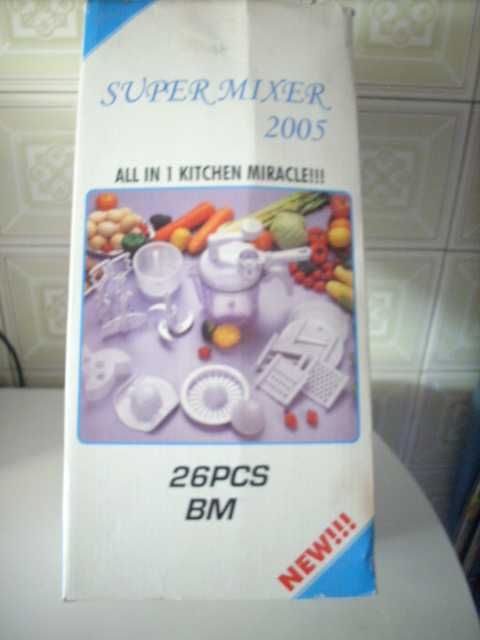 SUPER MIXER
2005
ALL IN 1 KITCHEN MIRACLE!!!
26PCS
BM
NEW!!!